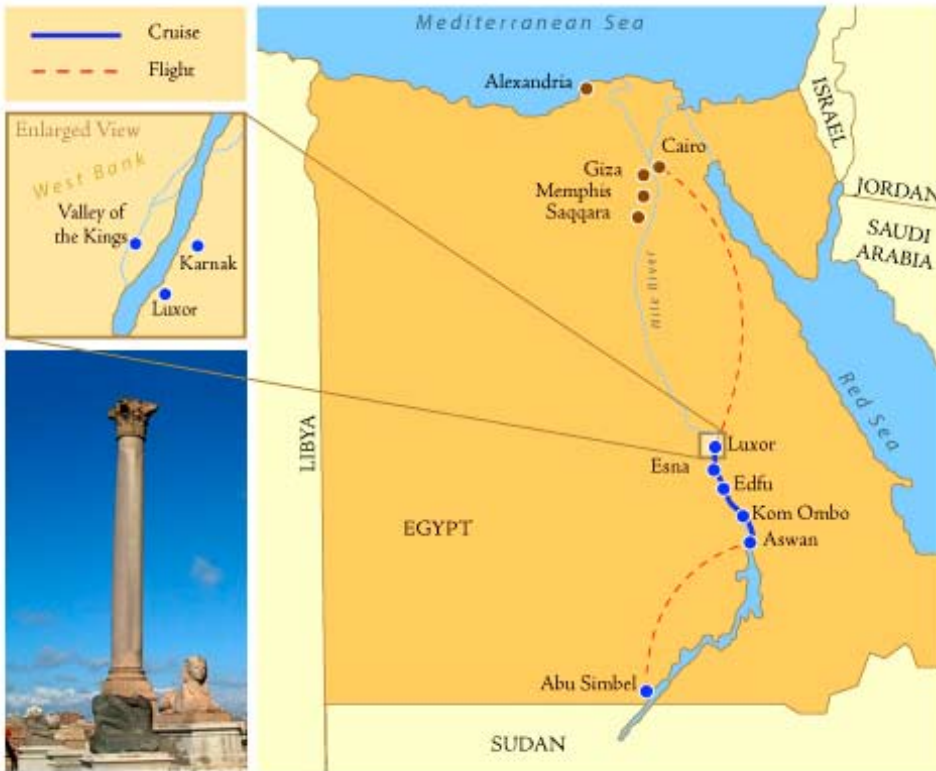 Cruise
Flight
Enlarged View
West Bank
Valley of
the Kings
Karnak
Luxor
Mediterranean Sea
Alexandria
Cairo
Giza
Memphis
Saqqara
Nile River
ISRAEL
JORDAN
SAUDI
ARABIA
Red Sea
LIBYA
EGYPT
Luxor
Esna
Edfu
Kom Ombo
Aswan
Abu Simbel
SUDAN